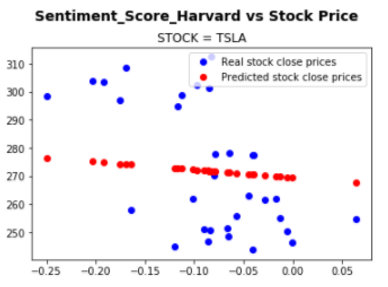 Sentiment_Score_Harvard vs Stock Price
STOCK = TSLA
Real stock close prices
Predicted stock close prices
310
300
290
280
270
260
250
−0.25 −0.20 −0.15 −0.10 −0.05 0.00 0.05